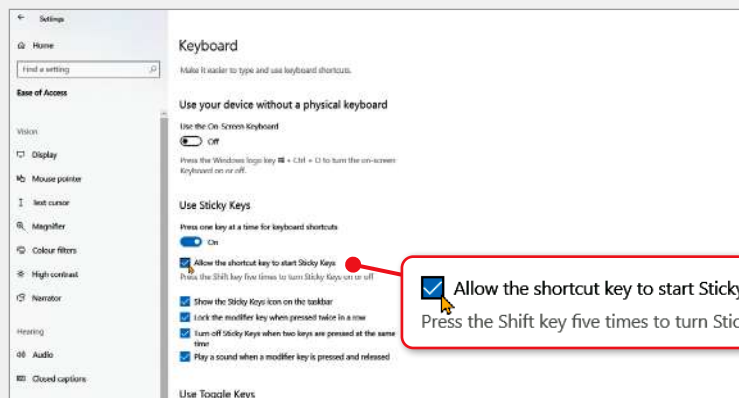 Settings
Home
Find a setting
Ease of Access
Vision
Display
Mouse pointer
Text cursor
Magnifier
Colour filters
High contrast
Narrator
Hearing
Audio
Closed captions
Keyboard
Make it easier to type and use keyboard shortcuts.
Use your device without a physical keyboard
Use the On-Screen Keyboard
Off
Press the Windows logo key + Ctrl + O to turn the on-screen
Keyboard on or off.
Use Sticky Keys
Press one key at a time for keyboard shortcuts
On
Allow the shortcut key to start Sticky Keys
Press the Shift key five times to turn Sticky Keys on or off
Show the Sticky Keys icon on the taskbar
Lock the modifier key when pressed twice in a row
Turn off Sticky Keys when two keys are pressed at the same
time
Play a sound when a modifier key is pressed and released
Use Toggle Keys
Allow the shortcut key to start Sticky
Press the Shift key five times to turn Stic